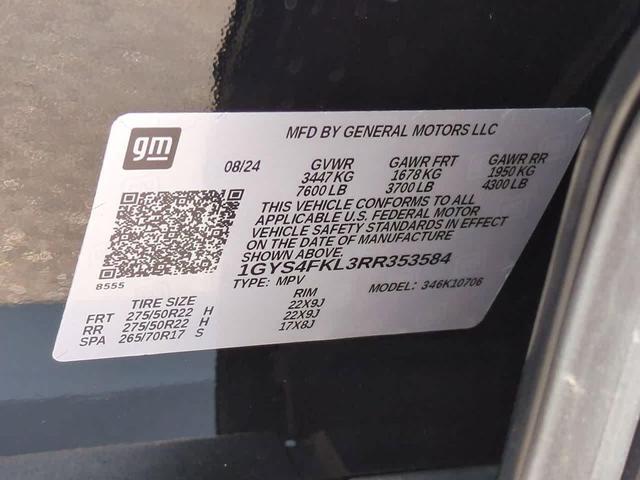 gm
MFD BY GENERAL MOTORS LLC
08/24 GVWR GAWR FRT GAWR RR
3447 KG 1678 KG 1950 KG
7600 LB 3700 LB 4300 LB
THIS VEHICLE CONFORMS TO ALL
APPLICABLE U.S. FEDERAL MOTOR
VEHICLE SAFETY STANDARDS IN EFFECT
ON THE DATE OF MANUFACTURE
SHOWN ABOVE.
1GYS4FKL3RR353584
8555
TYPE: MPV MODEL: 346K10706
TIRE SIZE RIM
FRT 275/50R22 H 22X9J
RR 275/50R22 H 22X9J
SPA 265/70R17 S 17X8J